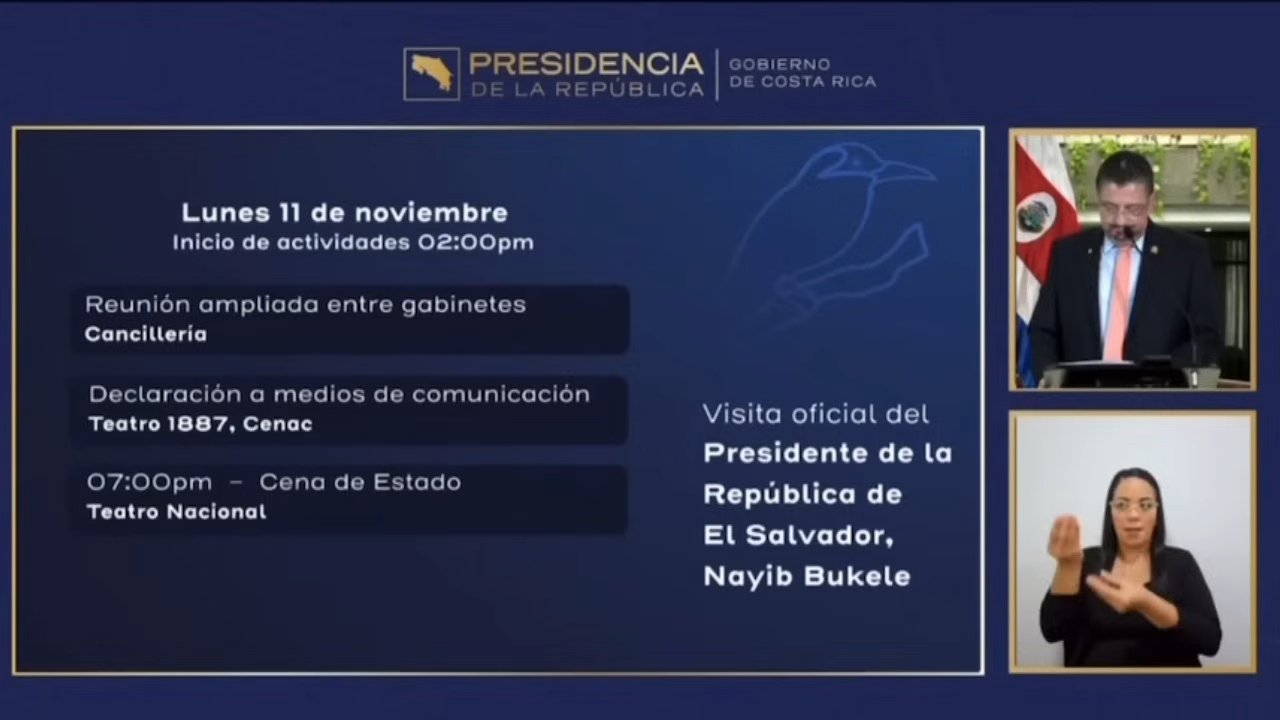 PRESIDENCIA
DE LA REPÚBLICA
GOBIERNO
DE COSTA RICA
Lunes 11 de noviembre
Inicio de actividades 02:00pm
Reunión ampliada entre gabinetes
Cancillería
Declaración a medios de comunicación
Teatro 1887, Cenac
07:00pm – Cena de Estado
Teatro Nacional
Visita oficial del
Presidente de la
República de
El Salvador,
Nayib Bukele